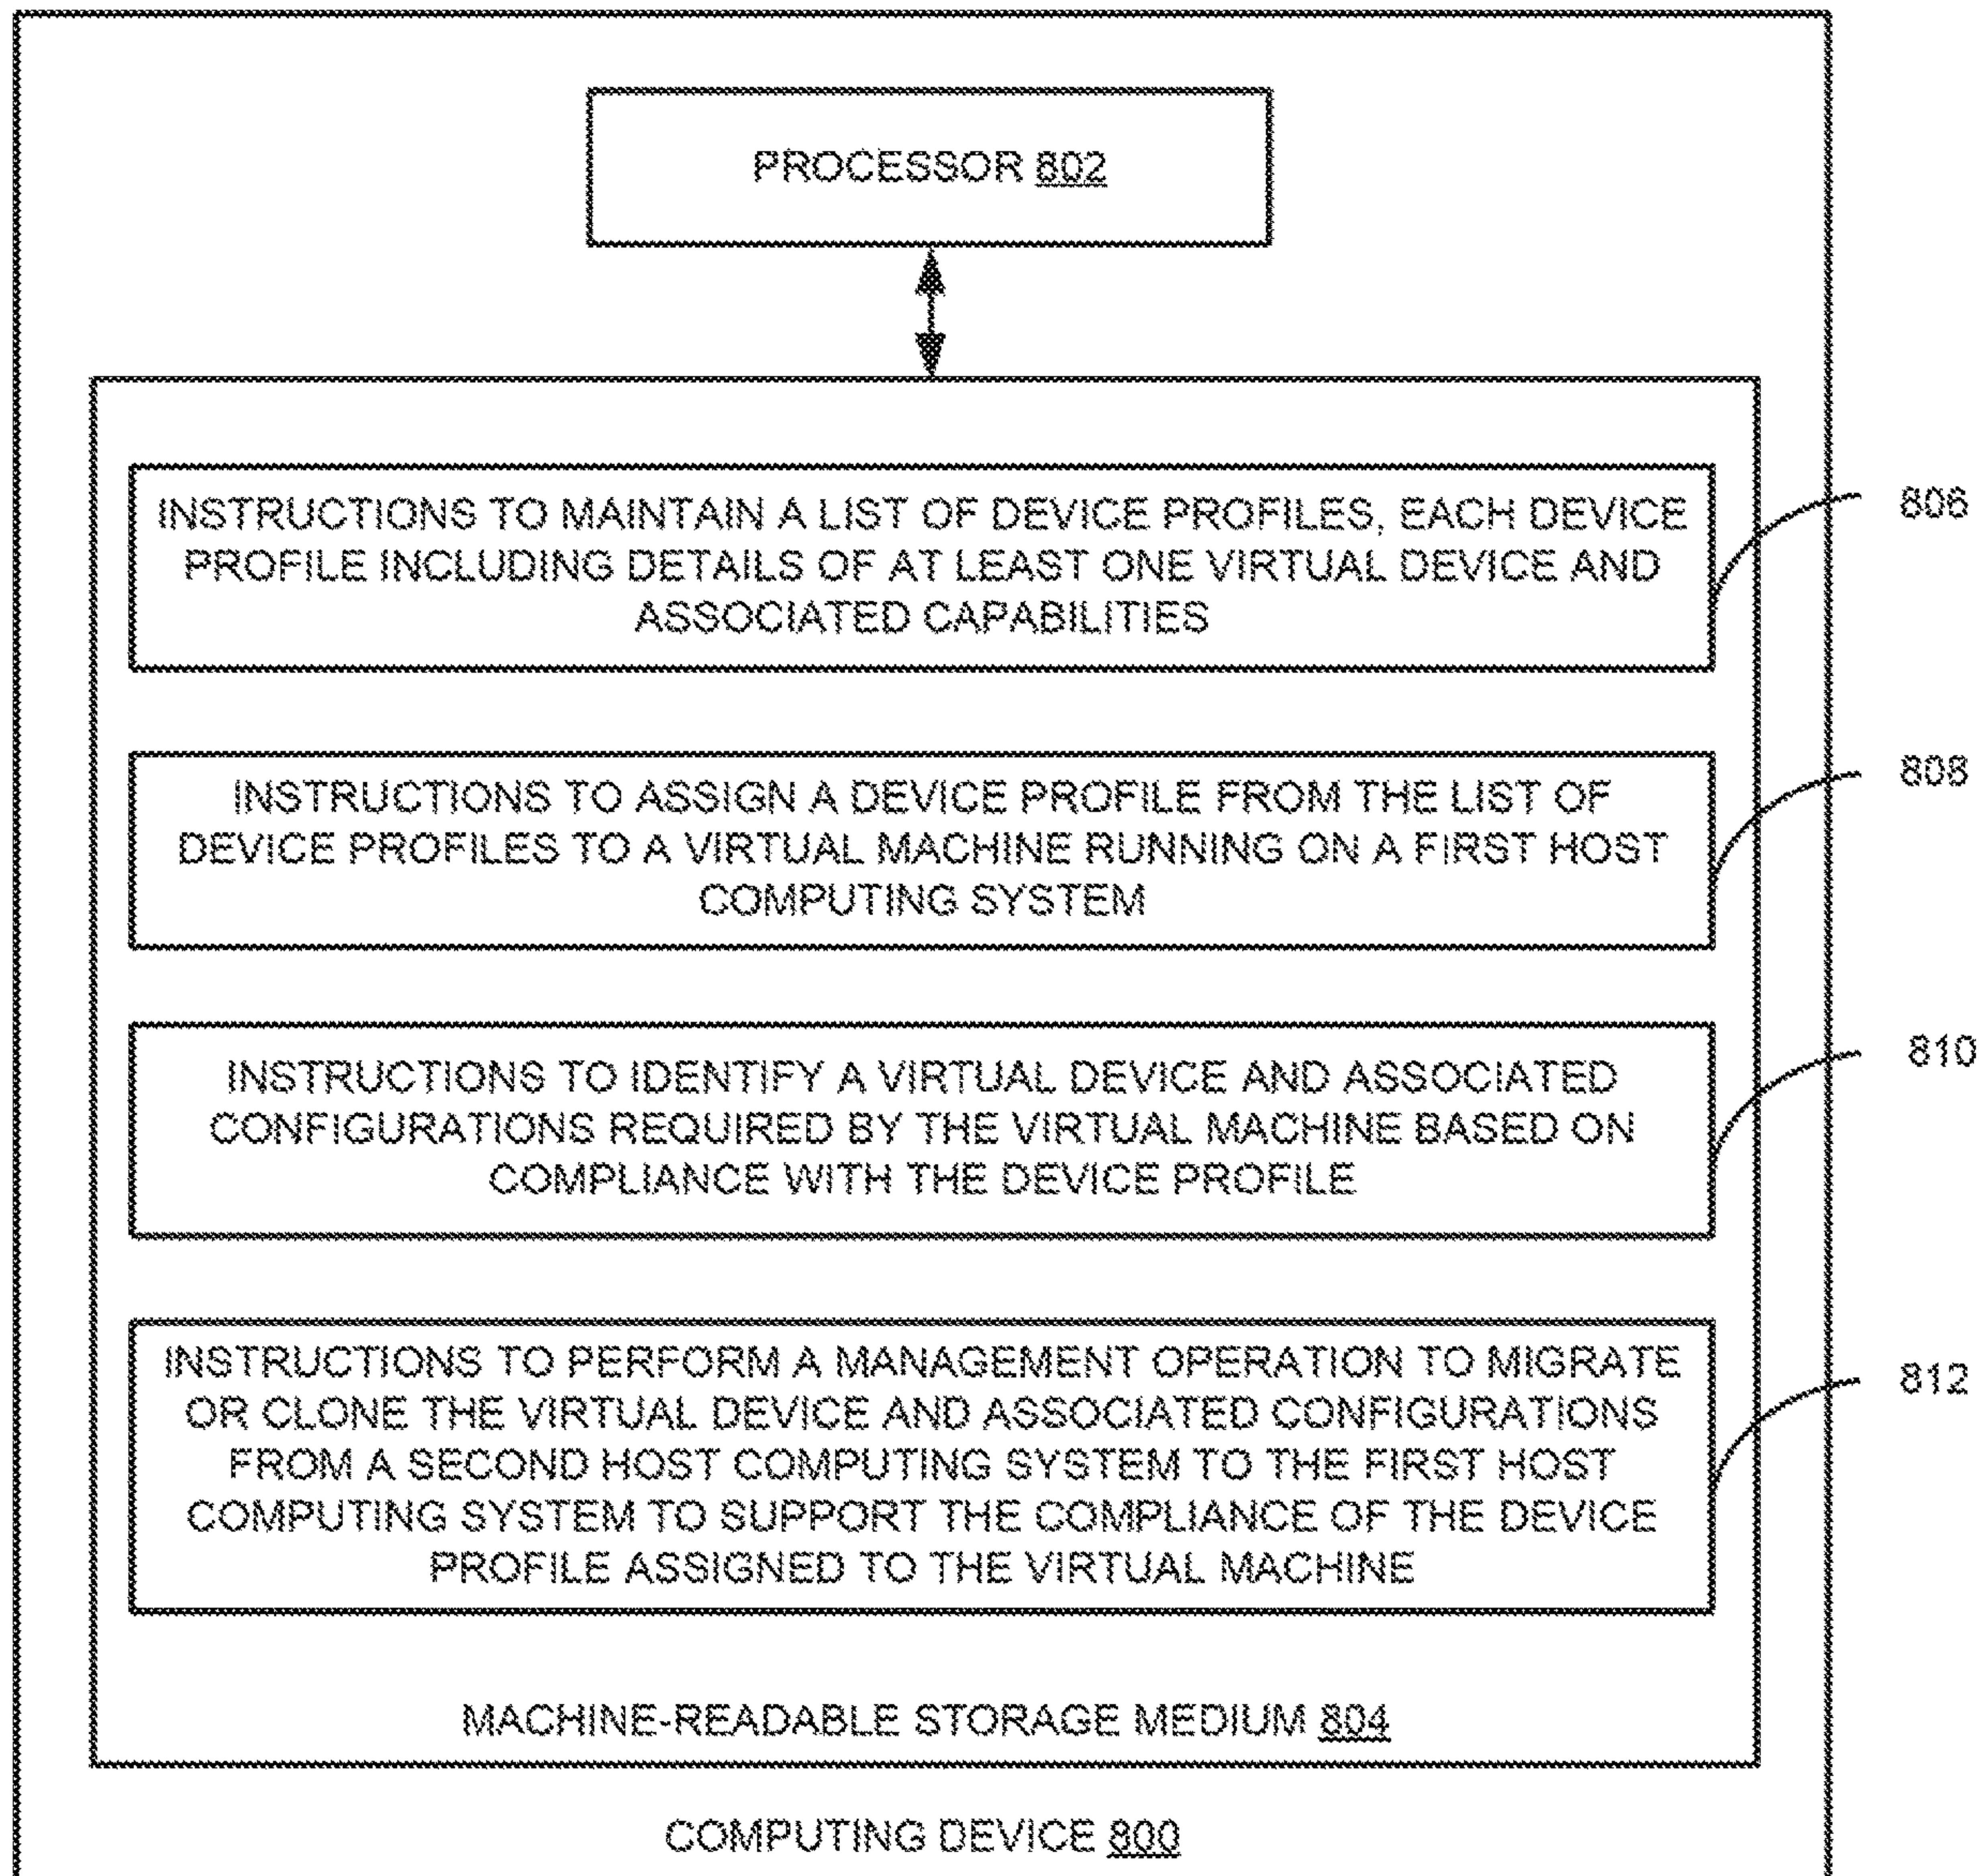 PROCESSOR 802
INSTRUCTIONS TO MAINTAIN A LIST OF DEVICE PROFILES, EACH DEVICE
PROFILE INCLUDING DETAILS OF AT LEAST ONE VIRTUAL DEVICE AND
ASSOCIATED CAPABILITIES
806
INSTRUCTIONS TO ASSIGN A DEVICE PROFILE FROM THE LIST OF
DEVICE PROFILES TO A VIRTUAL MACHINE RUNNING ON A FIRST HOST
COMPUTING SYSTEM
808
INSTRUCTIONS TO IDENTIFY A VIRTUAL DEVICE AND ASSOCIATED
CONFIGURATIONS REQUIRED BY THE VIRTUAL MACHINE BASED ON
COMPLIANCE WITH THE DEVICE PROFILE
810
INSTRUCTIONS TO PERFORM A MANAGEMENT OPERATION TO MIGRATE
OR CLONE THE VIRTUAL DEVICE AND ASSOCIATED CONFIGURATIONS
FROM A SECOND HOST COMPUTING SYSTEM TO THE FIRST HOST
COMPUTING SYSTEM TO SUPPORT THE COMPLIANCE OF THE DEVICE
PROFILE ASSIGNED TO THE VIRTUAL MACHINE
812
MACHINE-READABLE STORAGE MEDIUM 804
COMPUTING DEVICE 800